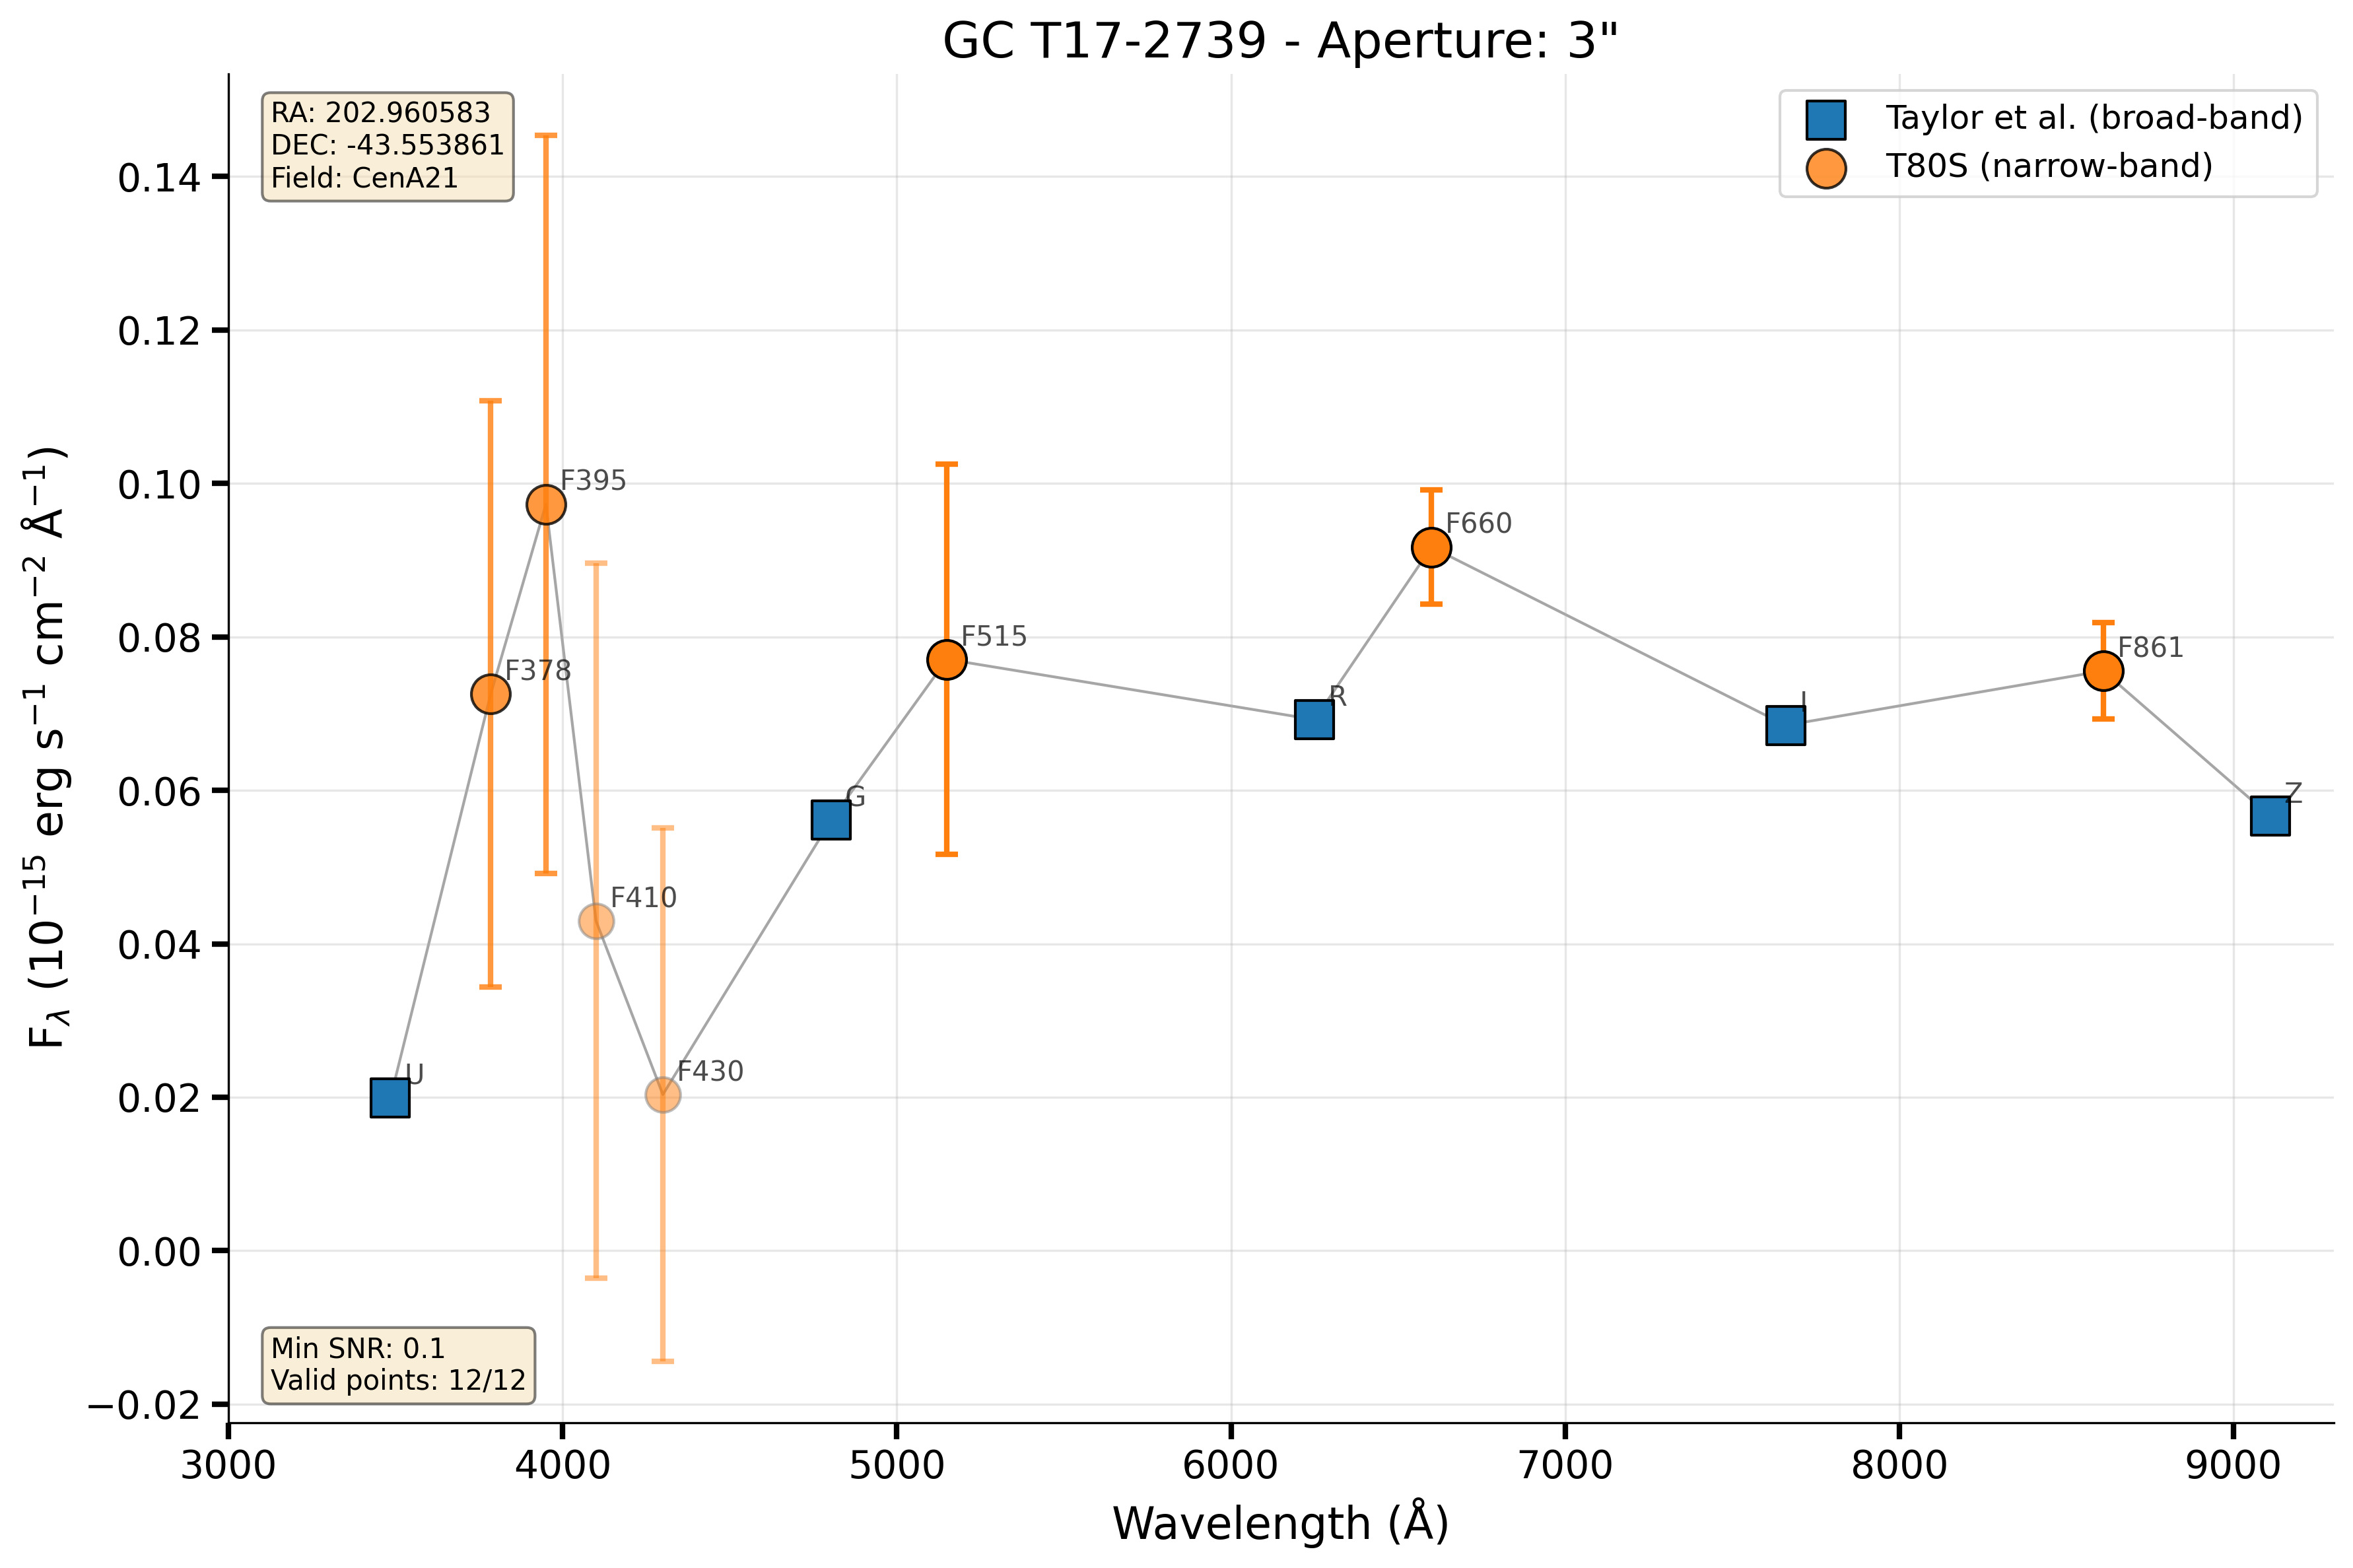 GC T17-2739 - Aperture: 3"
RA: 202.960583
DEC: -43.553861
Field: CenA21
Taylor et al. (broad-band)
T80S (narrow-band)
0.14
0.12
0.10
0.08
0.06
0.04
0.02
0.00
−0.02
F395
F378
F410
F430
U
G
F515
R
F660
I
F861
Z
Min SNR: 0.1
Valid points: 12/12
3000 4000 5000 6000 7000 8000 9000
Wavelength (Å)
Fλ (10⁻¹⁵ erg s⁻¹ cm⁻² Å⁻¹)